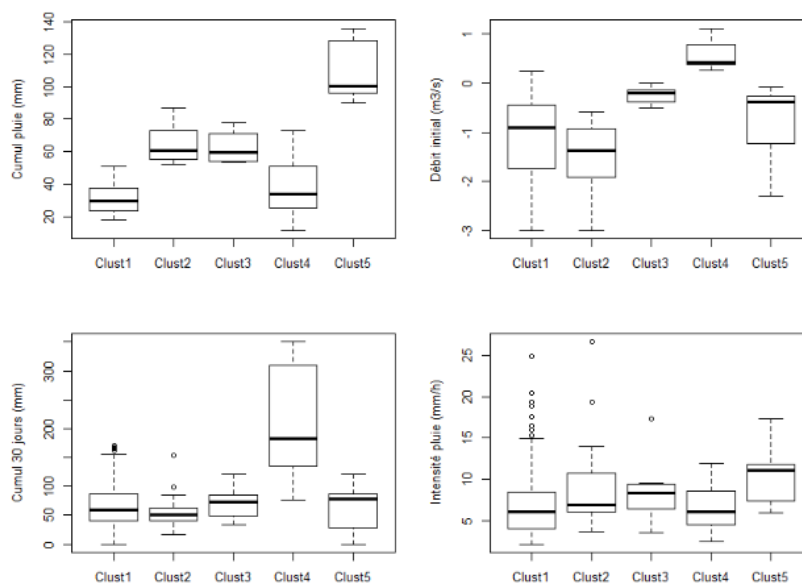 Cumul pluie (mm)
20 40 60 80 100 120 140
Clust1 Clust2 Clust3 Clust4 Clust5
Débit initial (m3/s)
-3 -2 -1 0 1
Clust1 Clust2 Clust3 Clust4 Clust5
Cumul 30 jours (mm)
0 50 100 200 300
Clust1 Clust2 Clust3 Clust4 Clust5
Intensité pluie (mm/h)
5 10 15 20 25
Clust1 Clust2 Clust3 Clust4 Clust5